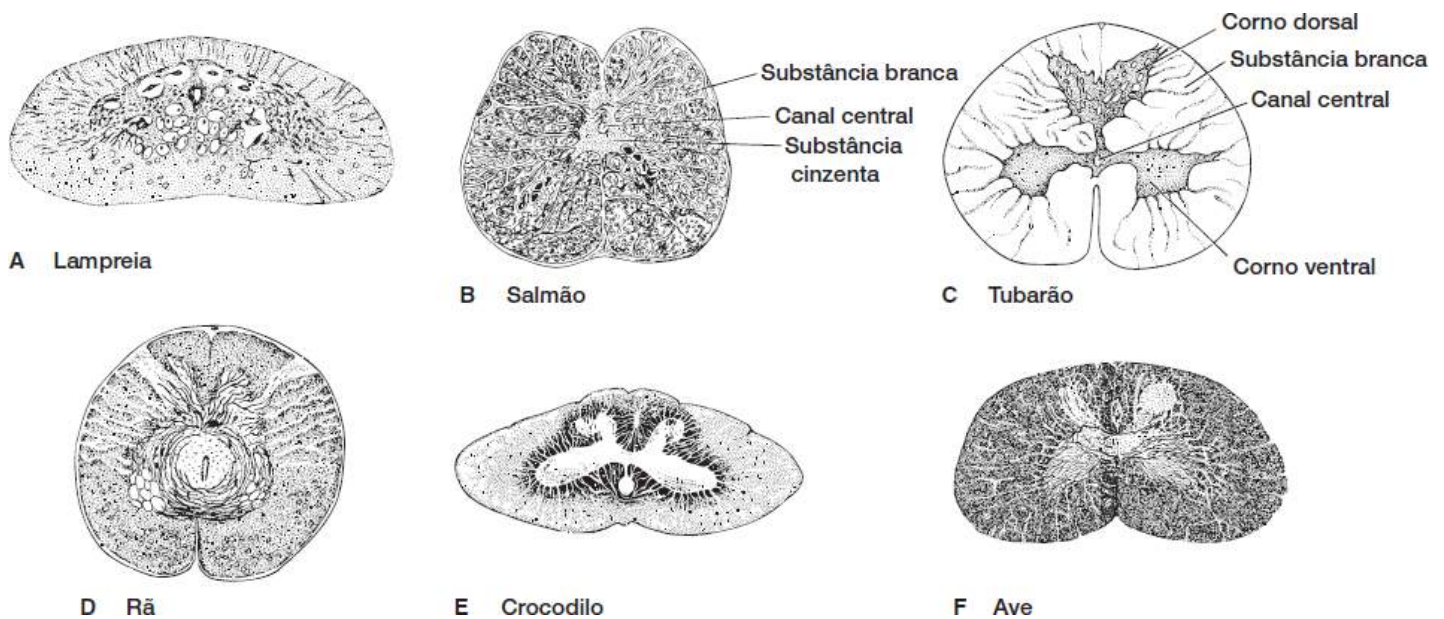 Corno dorsal
Substância branca
Canal central
Substância branca
Canal central
Substância
cinzenta
Corno ventral
A Lampreia
B Salmão
C Tubarão
D Rã
E Crocodilo
F Ave